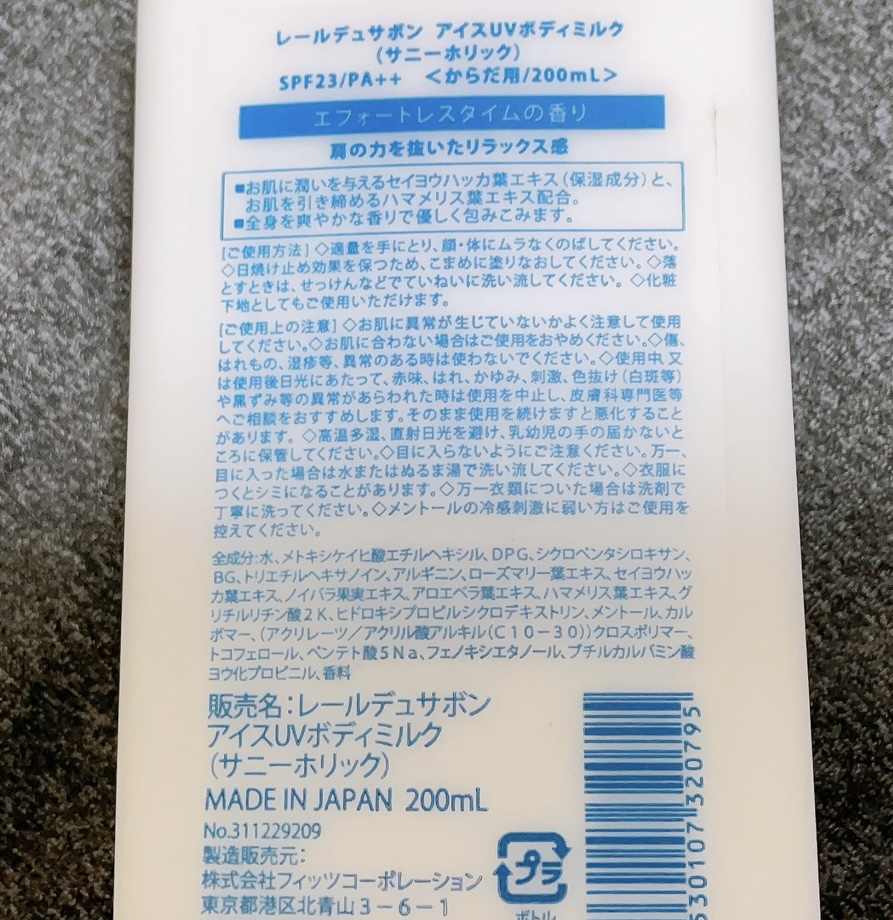 レールデュサボン アイスUVボディミルク
(サニーホリック)
SPF23/PA++ <からだ用/200mL>
エフォートレスタイムの香り
肩の力を抜いたリラックス感
■お肌に潤いを与えるセイヨウハッカ葉エキス(保湿成分)と、
お肌を引き締めるハマメリス葉エキス配合。
■全身を爽やかな香りで優しく包みこみます。
[ご使用方法]◇適量を手にとり、顔・体にムラなくのばしてください。
◇日焼け止め効果を保つため、こまめに塗りなおしてください。◇落
とすときは、せっけんなどでていねいに洗い流してください。◇化粧
下地としてもご使用いただけます。
[ご使用上の注意]◇お肌に異常が生じていないかよく注意して使用
してください。◇お肌に合わない場合はご使用をおやめください。◇傷、
はれもの、湿疹等、異常のある時は使わないでください。◇使用中、又
は使用後日光にあたって、赤味、はれ、かゆみ、刺激、色抜け(白斑等)
や黒ずみ等の異常があらわれた時は使用を中止し、皮膚科専門医等
へご相談をおすすめします。そのまま使用を続けますと悪化すること
があります。◇高温多湿、直射日光を避け、乳幼児の手の届かないと
ころに保管してください。◇目に入らないようにご注意ください。万一、
目に入った場合は水またはぬるま湯で洗い流してください。◇衣服に
つくとシミになることがあります。◇万一衣類についた場合は洗剤で
丁寧に洗ってください。◇メントールの冷感刺激に弱い方はご使用を
控えてください。
全成分:水、メトキシケイヒ酸エチルヘキシル、DPG、シクロペンタシロキサン、
BG、トリエチルヘキサノイン、アルギニン、ローズマリー葉エキス、セイヨウハッ
カ葉エキス、ノイバラ果実エキス、アロエベラ葉エキス、ハマメリス葉エキス、グ
リチルリチン酸2K、ヒドロキシプロピルシクロデキストリン、メントール、カル
ボマー、(アクリレーツ/アクリル酸アルキル(C10-30))クロスポリマー、
トコフェロール、ペンテト酸5Na、フェノキシエタノール、ブチルカルバミン酸
ヨウ化プロピニル、香料
販売名:レールデュサボン
アイスUVボディミルク
(サニーホリック)
MADE IN JAPAN 200mL
No.311229209
製造販売元:
株式会社フィッツコーポレーション
東京都港区北青山3-6-1
プラ
ボトル
530107 320795